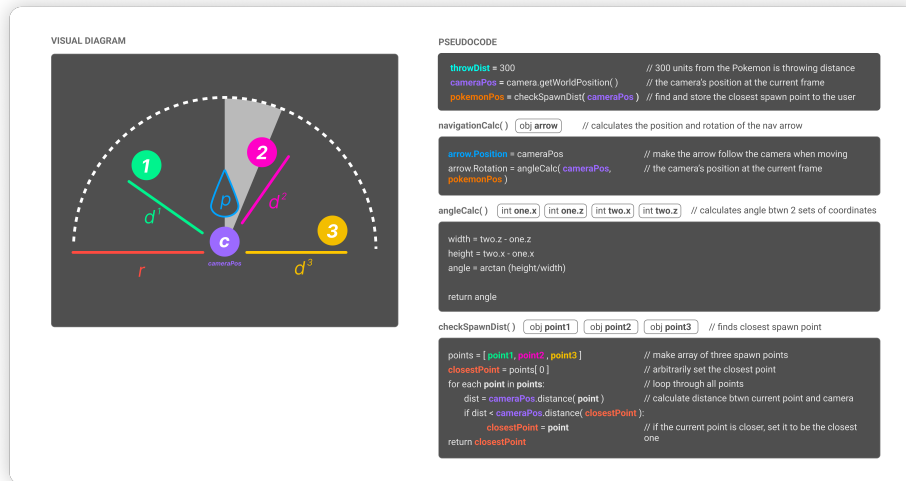 VISUAL DIAGRAM
1
2
3
p
c
cameraPos
d1
d2
d3
r
PSEUDOCODE
throwDist = 300 // 300 units from the Pokemon is throwing distance
cameraPos = camera.getWorldPosition( ) // the camera's position at the current frame
pokemonPos = checkSpawnDist( cameraPos ) // find and store the closest spawn point to the user
navigationCalc( ) obj arrow // calculates the position and rotation of the nav arrow
arrow.Position = cameraPos // make the arrow follow the camera when moving
arrow.Rotation = angleCalc( cameraPos, // the camera's position at the current frame
pokemonPos )
angleCalc( ) int one.x int one.z int two.x int two.z // calculates angle btwn 2 sets of coordinates
width = two.z - one.z
height = two.x - one.x
angle = arctan (height/width)
return angle
checkSpawnDist( ) obj point1 obj point2 obj point3 // finds closest spawn point
points = [ point1, point2 , point3 ] // make array of three spawn points
closestPoint = points[ 0 ] // arbitrarily set the closest point
for each point in points: // loop through all points
dist = cameraPos.distance( point ) // calculate distance btwn current point and camera
if dist < cameraPos.distance( closestPoint ):
closestPoint = point // if the current point is closer, set it to be the closest
one
return closestPoint